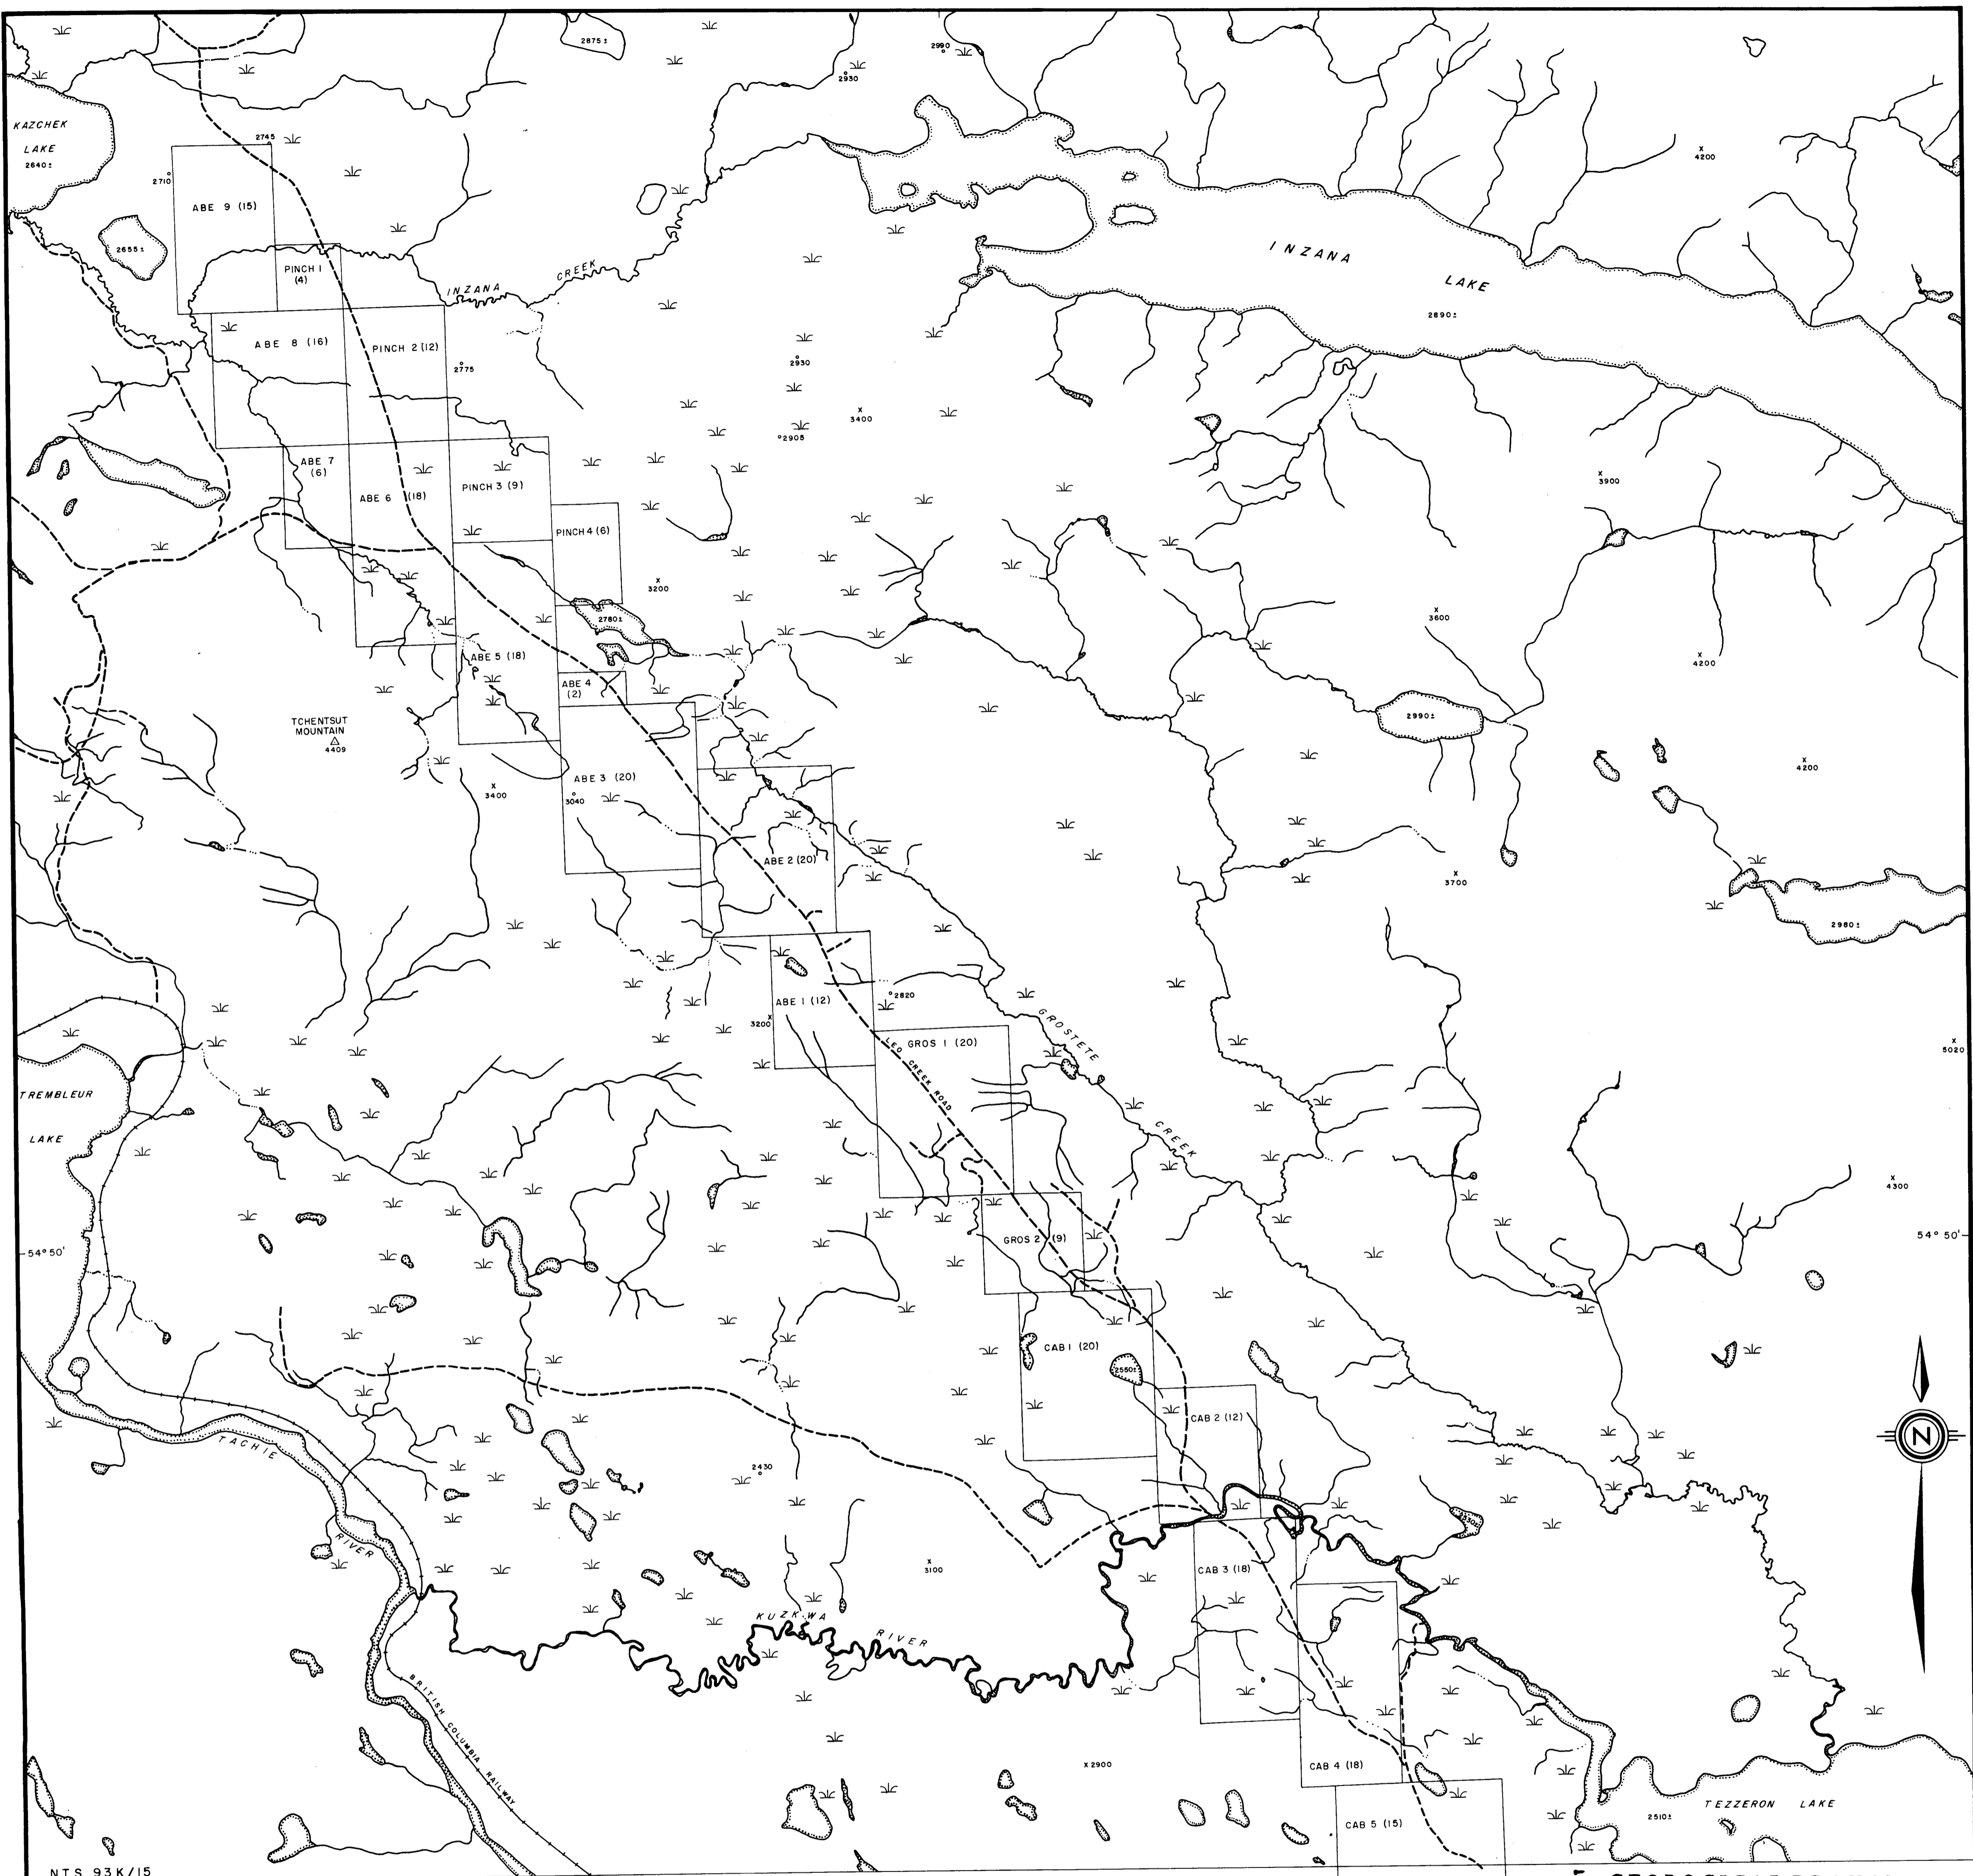 2875±
2990
2930
KAZCHEK
LAKE
2640±
2745
2710
4200
ABE 9 (15)
2655±
PINCH 1
(4)
INZANA
CREEK
INZANA
LAKE
2890±
ABE 8 (16)
PINCH 2 (12)
2775
2930
3400
2905
ABE 7
(6)
ABE 6 (18)
PINCH 3 (9)
3900
PINCH 4 (6)
3200
2780±
3600
ABE 5 (18)
4200
ABE 4
(2)
TCHENTSUT
MOUNTAIN
4409
2990±
ABE 3 (20)
3400
3040
4200
ABE 2 (20)
3700
2980±
ABE 1 (12)
2820
3200
GROSTETE
CREEK
GROS 1 (20)
LEO CREEK ROAD
5020
TREMBLEUR
LAKE
4300
54°50'
GROS 2 (9)
54°50'
CAB 1 (20)
2550±
CAB 2 (12)
N
TACHIE
RIVER
2430
3100
CAB 3 (18)
KUZKWA
RIVER
BRITISH COLUMBIA RAILWAY
X 2900
CAB 4 (18)
TEZZERON LAKE
2510±
CAB 5 (15)
NTS 93K/15